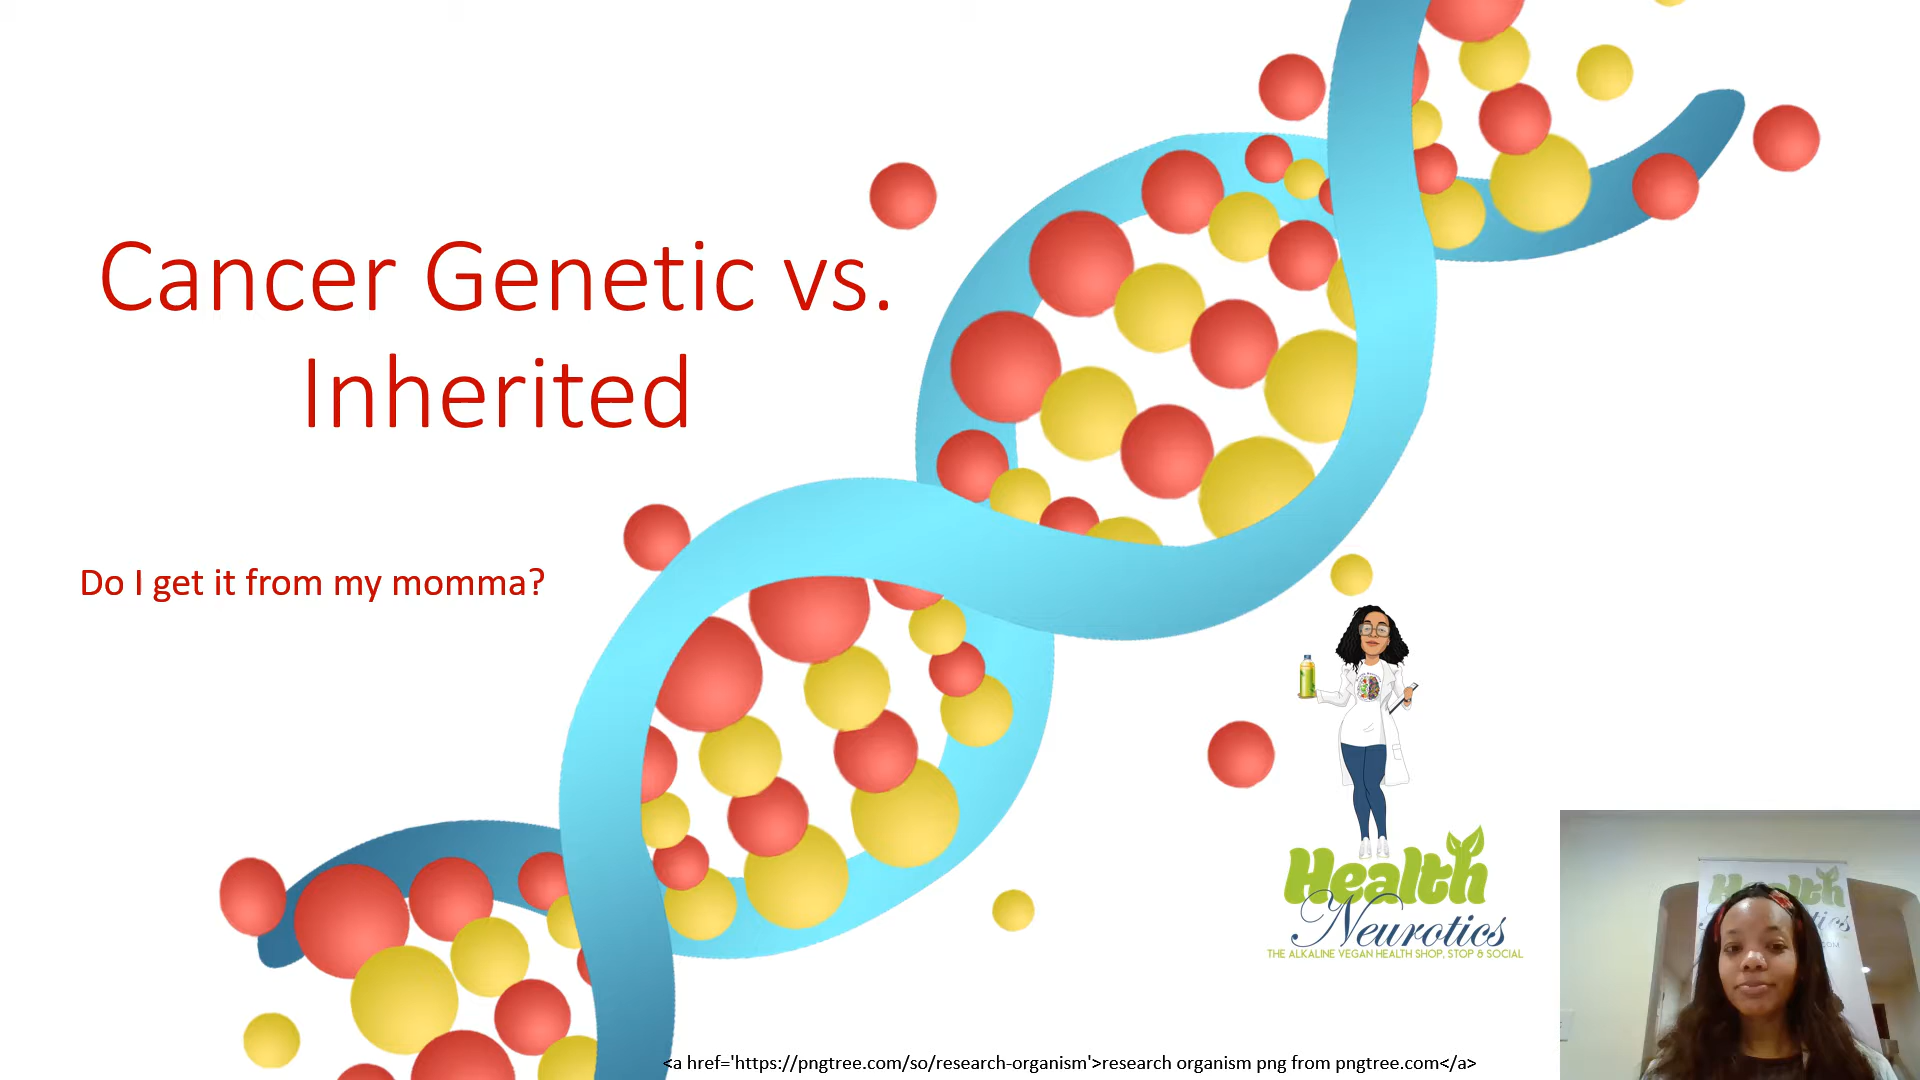 Cancer Genetic vs.
Inherited
Do I get it from my momma?
Health
Neurotics
THE ALKALINE VEGAN HEALTH SHOP, STOP & SOCIAL
Health
<a href='https://pngtree.com/so/research-organism'>research organism png from pngtree.com</a>